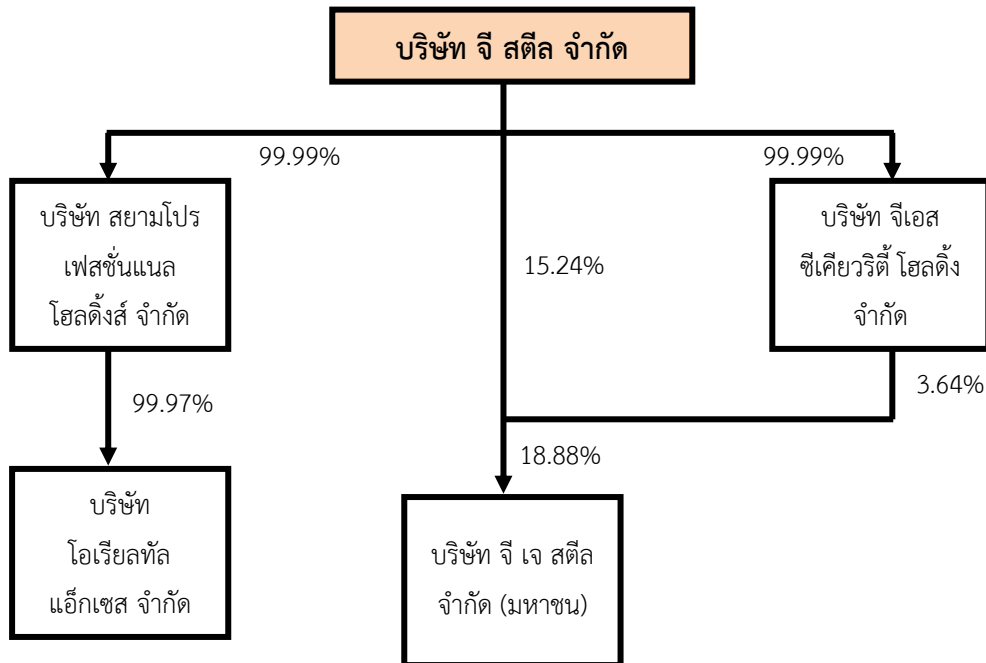 บริษัท จี สตีล จำกัด
99.99%
99.99%
บริษัท สยามโปร
เฟสชั่นแนล
โฮลดิ้งส์ จำกัด
15.24%
บริษัท จีเอส
ซีเคียวริตี้ โฮลดิ้ง
จำกัด
99.97%
3.64%
18.88%
บริษัท
โอเรียลทัล
แอ็กเซส จำกัด
บริษัท จี เจ สตีล
จำกัด (มหาชน)